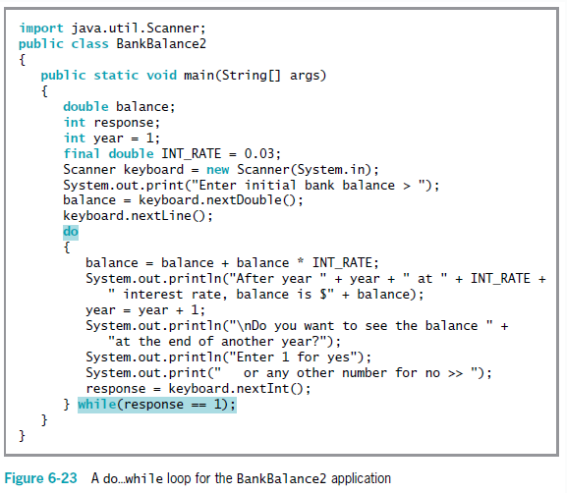 import java.util.Scanner;
public class BankBalance2
{
   public static void main(String[] args)
   {
      double balance;
      int response;
      int year = 1;
      final double INT_RATE = 0.03;
      Scanner keyboard = new Scanner(System.in);
      System.out.print("Enter initial bank balance > ");
      balance = keyboard.nextDouble();
      keyboard.nextLine();
      do
      {
         balance = balance + balance * INT_RATE;
         System.out.println("After year " + year + " at " + INT_RATE +
            " interest rate, balance is $" + balance);
         year = year + 1;
         System.out.println("\nDo you want to see the balance " +
            "at the end of another year?");
         System.out.println("Enter 1 for yes");
         System.out.print("   or any other number for no >> ");
         response = keyboard.nextInt();
      } while(response == 1);
   }
}
Figure 6-23 A do...while loop for the BankBalance2 application